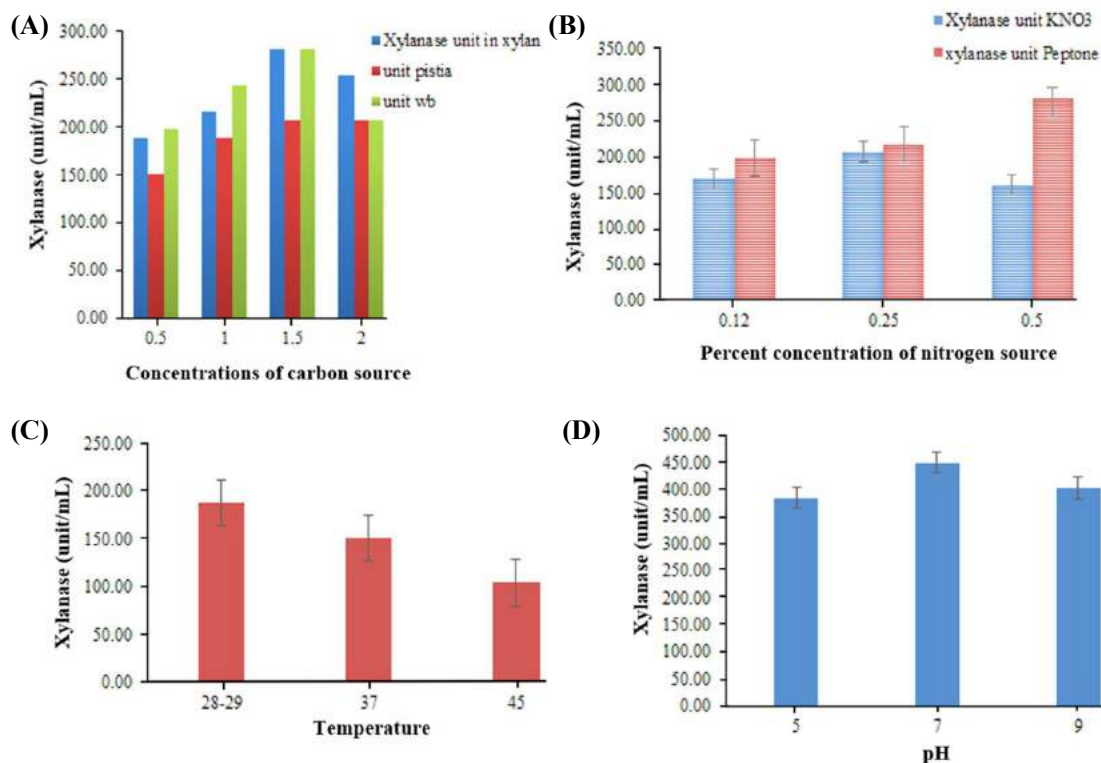 (A)
Xylanase (unit/mL)
300.00
250.00
200.00
150.00
100.00
50.00
0.00
Xylanase unit in xylan
unit pistia
unit wb
0.5 1 1.5 2
Concentrations of carbon source
(B)
Xylanase unit KNO3
xylanase unit Peptone
Xylanase (unit/mL)
350.00
300.00
250.00
200.00
150.00
100.00
50.00
0.00
0.12 0.25 0.5
Percent concentration of nitrogen source
(C)
Xylanase (unit/mL)
250.00
200.00
150.00
100.00
50.00
0.00
28-29 37 45
Temperature
(D)
Xylanase (unit/mL)
500.00
450.00
400.00
350.00
300.00
250.00
200.00
150.00
100.00
50.00
0.00
5 7 9
pH